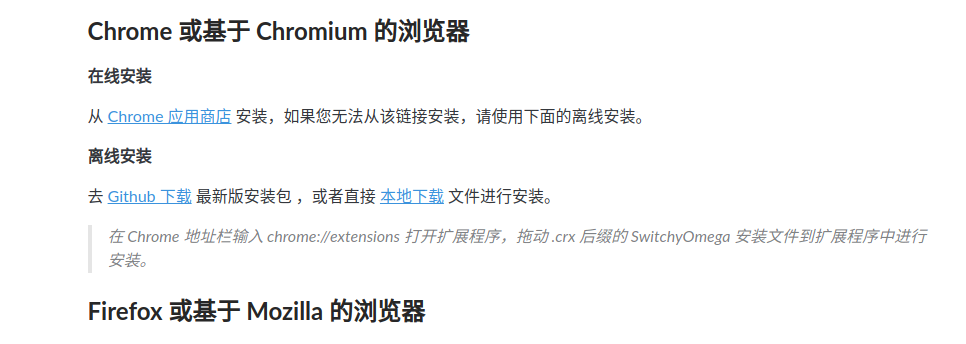 Chrome 或基于 Chromium 的浏览器
在线安装
从 Chrome 应用商店 安装，如果您无法从该链接安装，请使用下面的离线安装。
离线安装
去 Github 下载 最新版安装包 ，或者直接 本地下载 文件进行安装。
在 Chrome 地址栏输入 chrome://extensions 打开扩展程序，拖动 .crx 后缀的 SwitchyOmega 安装文件到扩展程序中进行
安装。
Firefox 或基于 Mozilla 的浏览器